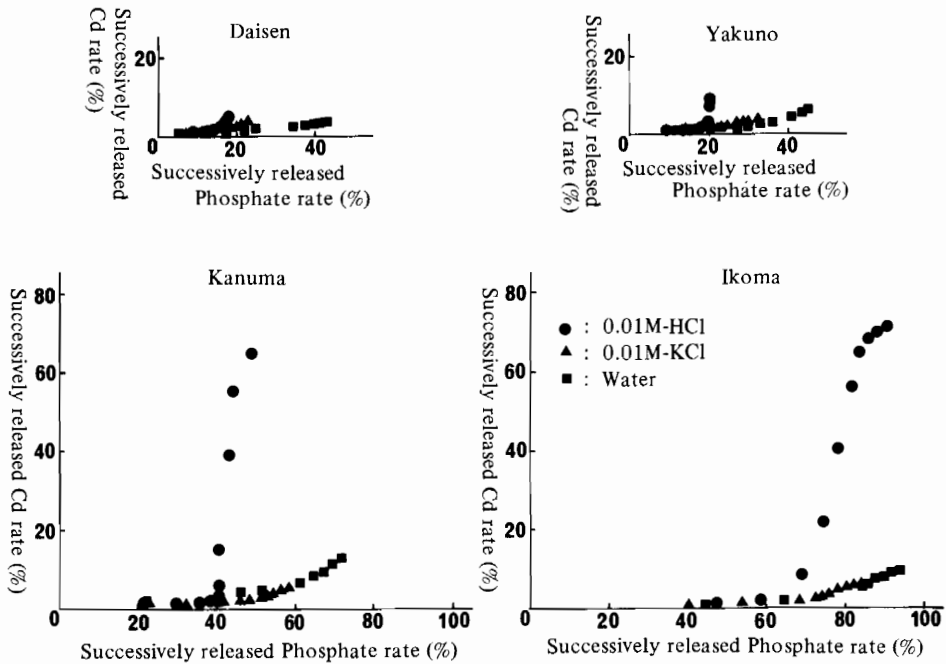 Daisen
Successively released
Cd rate (%)
20
0
20
40
Successively released
Phosphate rate (%)
Yakuno
Successively released
Cd rate (%)
20
0
20
40
Successively released
Phosphate rate (%)
Kanuma
Successively released Cd rate (%)
80
60
40
20
0
20
40
60
80
100
Successively released Phosphate rate (%)
Ikoma
Successively released Cd rate (%)
80
60
40
20
0
20
40
60
80
100
Successively released Phosphate rate (%)
● : 0.01M-HCl
▲ : 0.01M-KCl
■ : Water